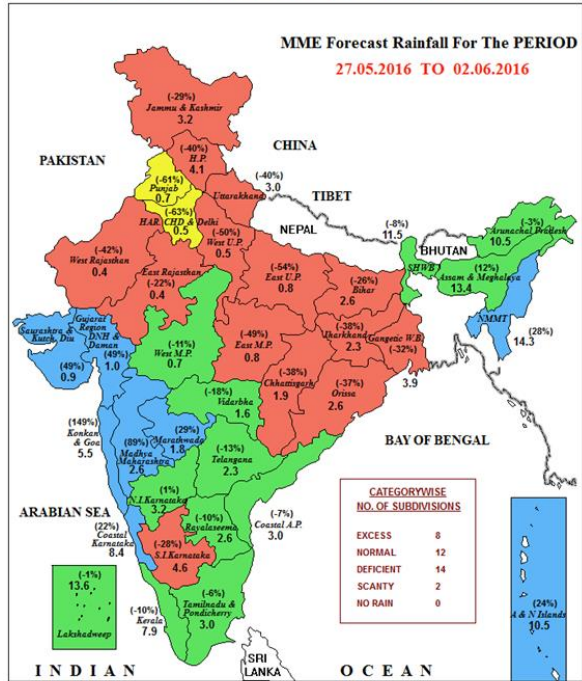 MME Forecast Rainfall For The PERIOD
27.05.2016 TO 02.06.2016
(-29%)
Jammu & Kashmir
3.2
CHINA
(-40%)
H.P.
4.1
PAKISTAN
(-61%)
Punjab
0.7
Uttarakhand
(-40%)
3.0
TIBET
(-63%)
HAR. CHD & Delhi
0.5
(-50%)
West U.P.
0.5
NEPAL
(-8%)
11.5
BHUTAN
(-3%)
Arunachal Pradesh
10.5
(-42%)
West Rajasthan
0.4
East Rajasthan
(-22%)
0.4
(-54%)
East U.P.
0.8
(-26%)
Bihar
2.6
SHWB
(12%)
Assam & Meghalaya
13.4
NMMT
(28%)
14.3
Saurashtra &
Kutch, Diu
(49%)
0.9
Gujarat
Region
DNH &
Daman
(49%)
1.0
(-11%)
West M.P.
0.7
(-49%)
East M.P.
0.8
(-38%)
Jharkhand
2.3
Gangetic W.B.
(-32%)
3.9
(-38%)
Chhattisgarh
1.9
(-37%)
Orissa
2.6
(-18%)
Vidarbha
1.6
(149%)
Konkan
& Goa
5.5
(89%)
Madhya
Maharashtra
2.6
(29%)
Marathwada
1.8
(-13%)
Telangana
2.3
BAY OF BENGAL
ARABIAN SEA
(1%)
N.I.Karnataka
3.2
(-10%)
Rayalaseema
2.6
(-7%)
Coastal A.P.
3.0
(22%)
Coastal
Karnataka
8.4
(-28%)
S.I.Karnataka
4.6
CATEGORYWISE
NO. OF SUBDIVISIONS
EXCESS 8
NORMAL 12
DEFICIENT 14
SCANTY 2
NO RAIN 0
(-1%)
13.6
Lakshadweep
(-10%)
Kerala
7.9
(-6%)
Tamilnadu &
Pondicherry
3.0
(24%)
A & N Islands
10.5
SRI
LANKA
INDIAN OCEAN